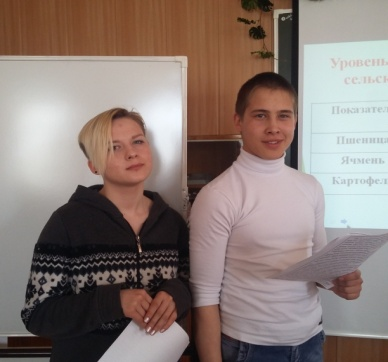 Уровень
сельск
Показател
Пшеница
Ячмень
Картофел